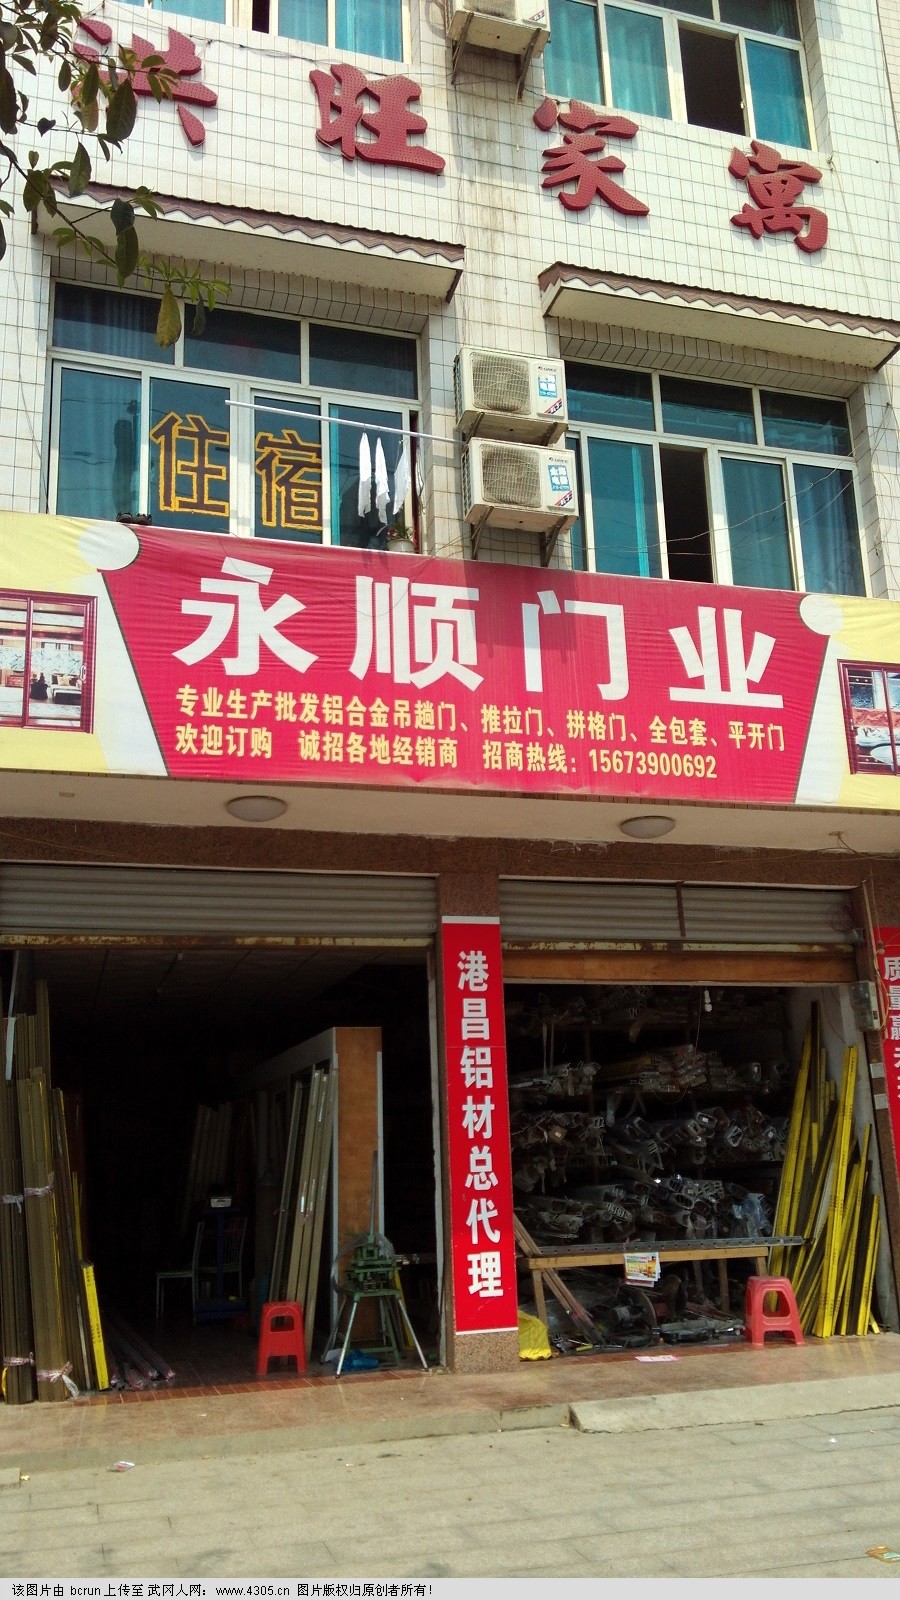 洪旺家寓
住宿
永顺门业
专业生产批发铝合金吊趟门、推拉门、拼格门、全包套、平开门
欢迎订购 诚招各地经销商 招商热线：15673900692
港昌铝材总代理
质量赢
该图片由 bcrun 上传至 武冈人网：www.4305.cn 图片版权归原创者所有！